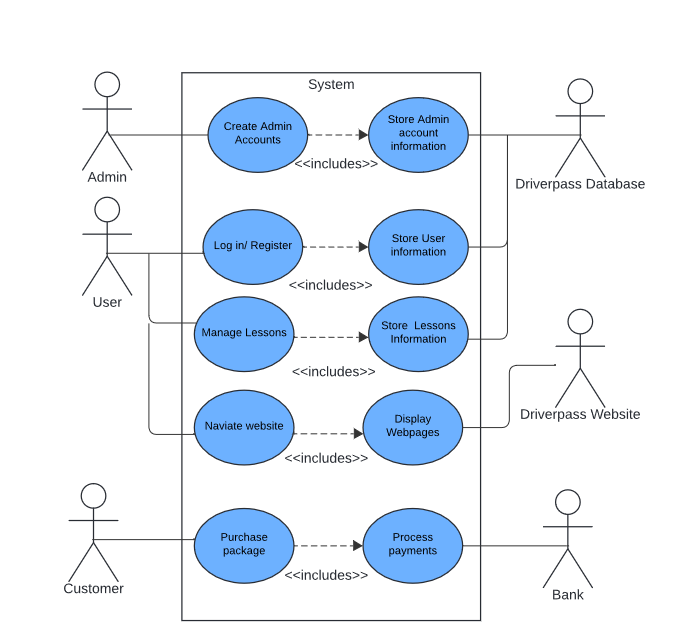 System
Create Admin
Accounts
Store Admin
account
information
<<includes>>
Admin
Driverpass Database
Log in/ Register
Store User
information
<<includes>>
User
Manage Lessons
Store Lessons
Information
<<includes>>
Driverpass Website
Naviate website
Display
Webpages
<<includes>>
Purchase
package
Process
payments
<<includes>>
Customer
Bank